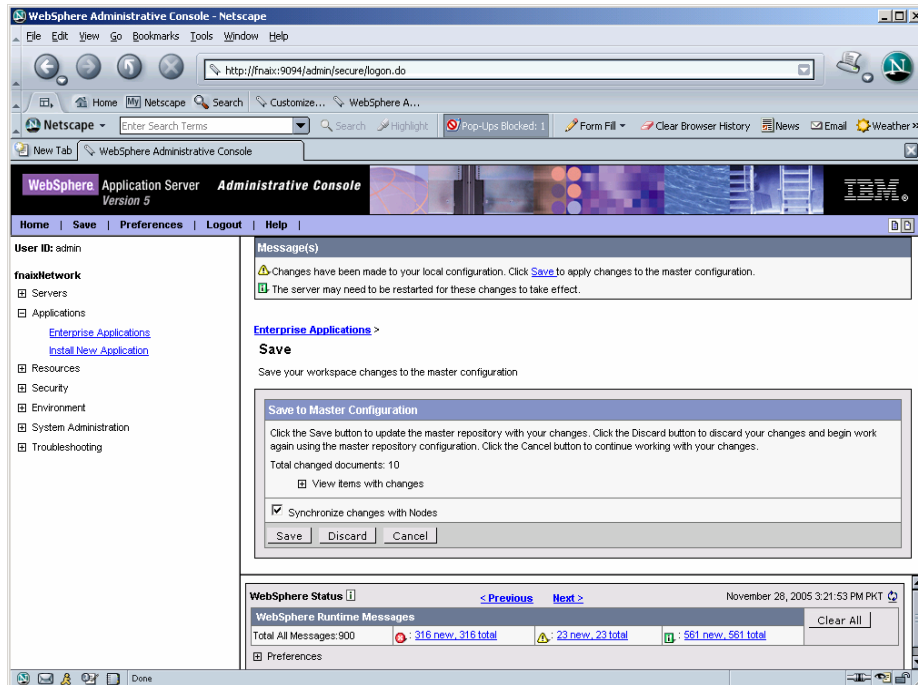 WebSphere Administrative Console - Netscape
File Edit View Go Bookmarks Tools Window Help
http://fnaix:9094/admin/secure/logon.do
Home My Netscape Search Customize... WebSphere A...
Netscape Enter Search Terms Search Highlight Pop-Ups Blocked: 1 Form Fill Clear Browser History News Email Weather »
New Tab WebSphere Administrative Console
WebSphere Application Server Administrative Console
Version 5
IBM.
Home | Save | Preferences | Logout | Help |
User ID: admin
fnaixNetwork
Servers
Applications
Enterprise Applications
Install New Application
Resources
Security
Environment
System Administration
Troubleshooting
Message(s)
Changes have been made to your local configuration. Click Save to apply changes to the master configuration.
The server may need to be restarted for these changes to take effect.
Enterprise Applications >
Save
Save your workspace changes to the master configuration
Save to Master Configuration
Click the Save button to update the master repository with your changes. Click the Discard button to discard your changes and begin work
again using the master repository configuration. Click the Cancel button to continue working with your changes.
Total changed documents: 10
View items with changes
Synchronize changes with Nodes
Save Discard Cancel
WebSphere Status < Previous Next > November 28, 2005 3:21:53 PM PKT
WebSphere Runtime Messages Clear All
Total All Messages:900 : 316 new, 316 total : 23 new, 23 total : 561 new, 561 total
Preferences
Done